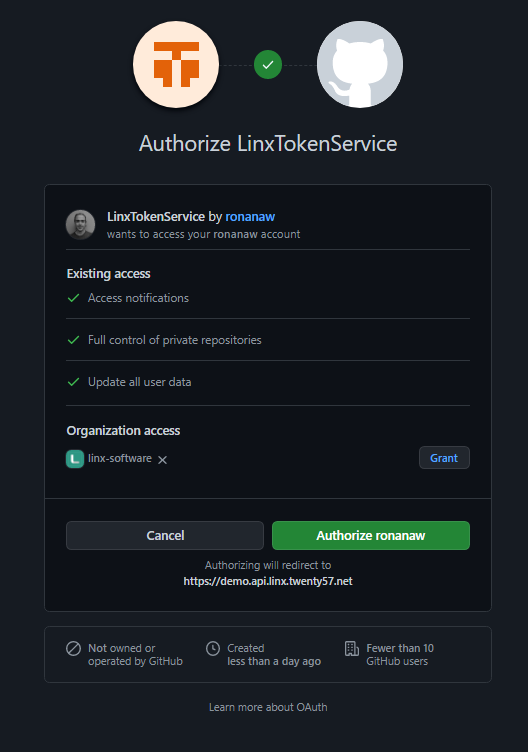 Authorize LinxTokenService
LinxTokenService by ronanaw
wants to access your ronanaw account
Existing access
Access notifications
Full control of private repositories
Update all user data
Organization access
linx-software
Grant
Cancel
Authorize ronanaw
Authorizing will redirect to
https://demo.api.linx.twenty57.net
Not owned or
operated by GitHub
Created
less than a day ago
Fewer than 10
GitHub users
Learn more about OAuth